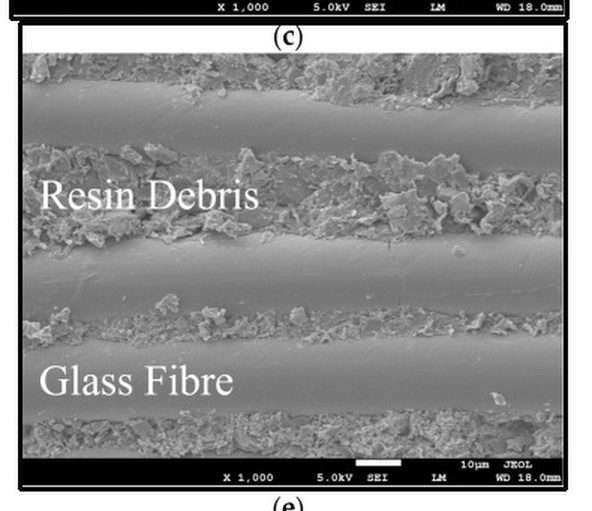 X 1,000 5.0kV SEI LM WD 18.0mm
(c)
Resin Debris
Glass Fibre
10µm JEOL
X 1,000 5.0kV SEI LM WD 18.0mm
(e)